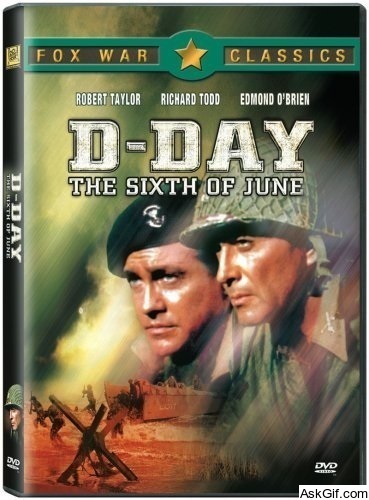 FOX WAR CLASSICS
ROBERT TAYLOR RICHARD TODD EDMOND O'BRIEN
D-DAY
THE SIXTH OF JUNE
D-DAY
THE SIXTH OF JUNE
DVD
DVD
AskGif.com